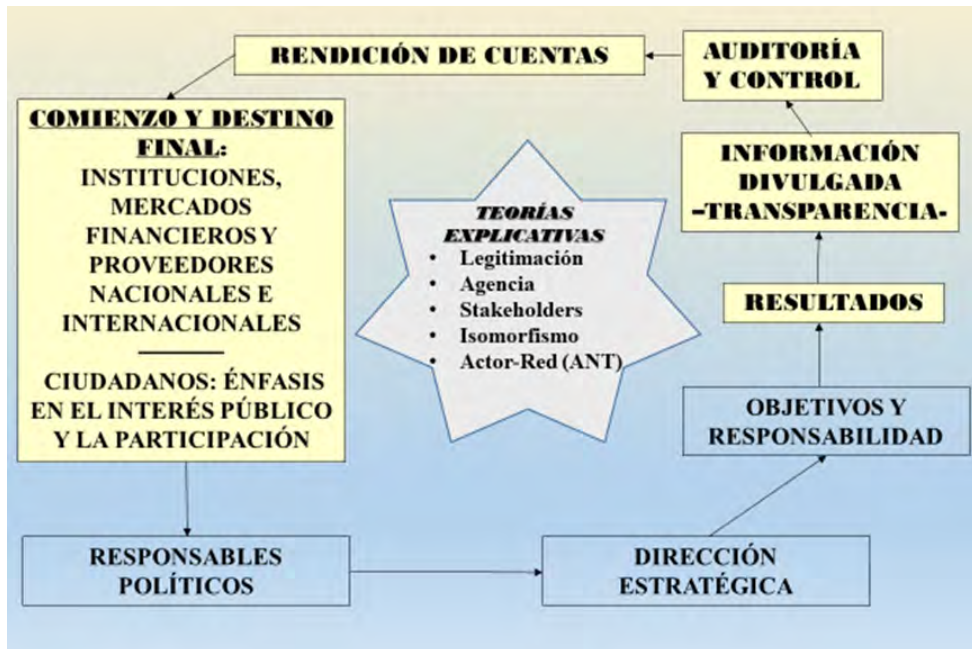 RENDICIÓN DE CUENTAS
AUDITORÍA
Y CONTROL
COMIENZO Y DESTINO
FINAL:
INSTITUCIONES,
MERCADOS
FINANCIEROS Y
PROVEEDORES
NACIONALES E
INTERNACIONALES
CIUDADANOS: ÉNFASIS
EN EL INTERÉS PÚBLICO
Y LA PARTICIPACIÓN
TEORÍAS
EXPLICATIVAS
• Legitimación
• Agencia
• Stakeholders
• Isomorfismo
• Actor-Red (ANT)
INFORMACIÓN
DIVULGADA
–TRANSPARENCIA-
RESULTADOS
OBJETIVOS Y
RESPONSABILIDAD
RESPONSABLES
POLÍTICOS
DIRECCIÓN
ESTRATÉGICA